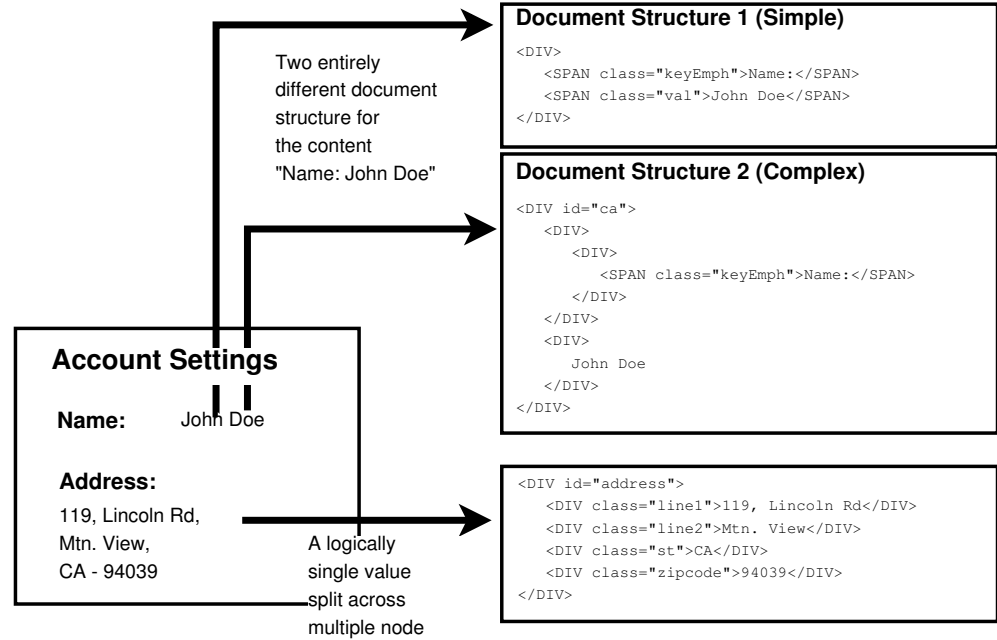 Document Structure 1 (Simple)
<DIV>
<SPAN class="keyEmph">Name:</SPAN>
<SPAN class="val">John Doe</SPAN>
</DIV>
Two entirely
different document
structure for
the content
"Name: John Doe"
Document Structure 2 (Complex)
<DIV id="ca">
<DIV>
<DIV>
<SPAN class="keyEmph">Name:</SPAN>
</DIV>
</DIV>
<DIV>
John Doe
</DIV>
</DIV>
Account Settings
Name: John Doe
Address:
119, Lincoln Rd,
Mtn. View,
CA - 94039
A logically
single value
split across
multiple node
<DIV id="address">
<DIV class="line1">119, Lincoln Rd</DIV>
<DIV class="line2">Mtn. View</DIV>
<DIV class="st">CA</DIV>
<DIV class="zipcode">94039</DIV>
</DIV>